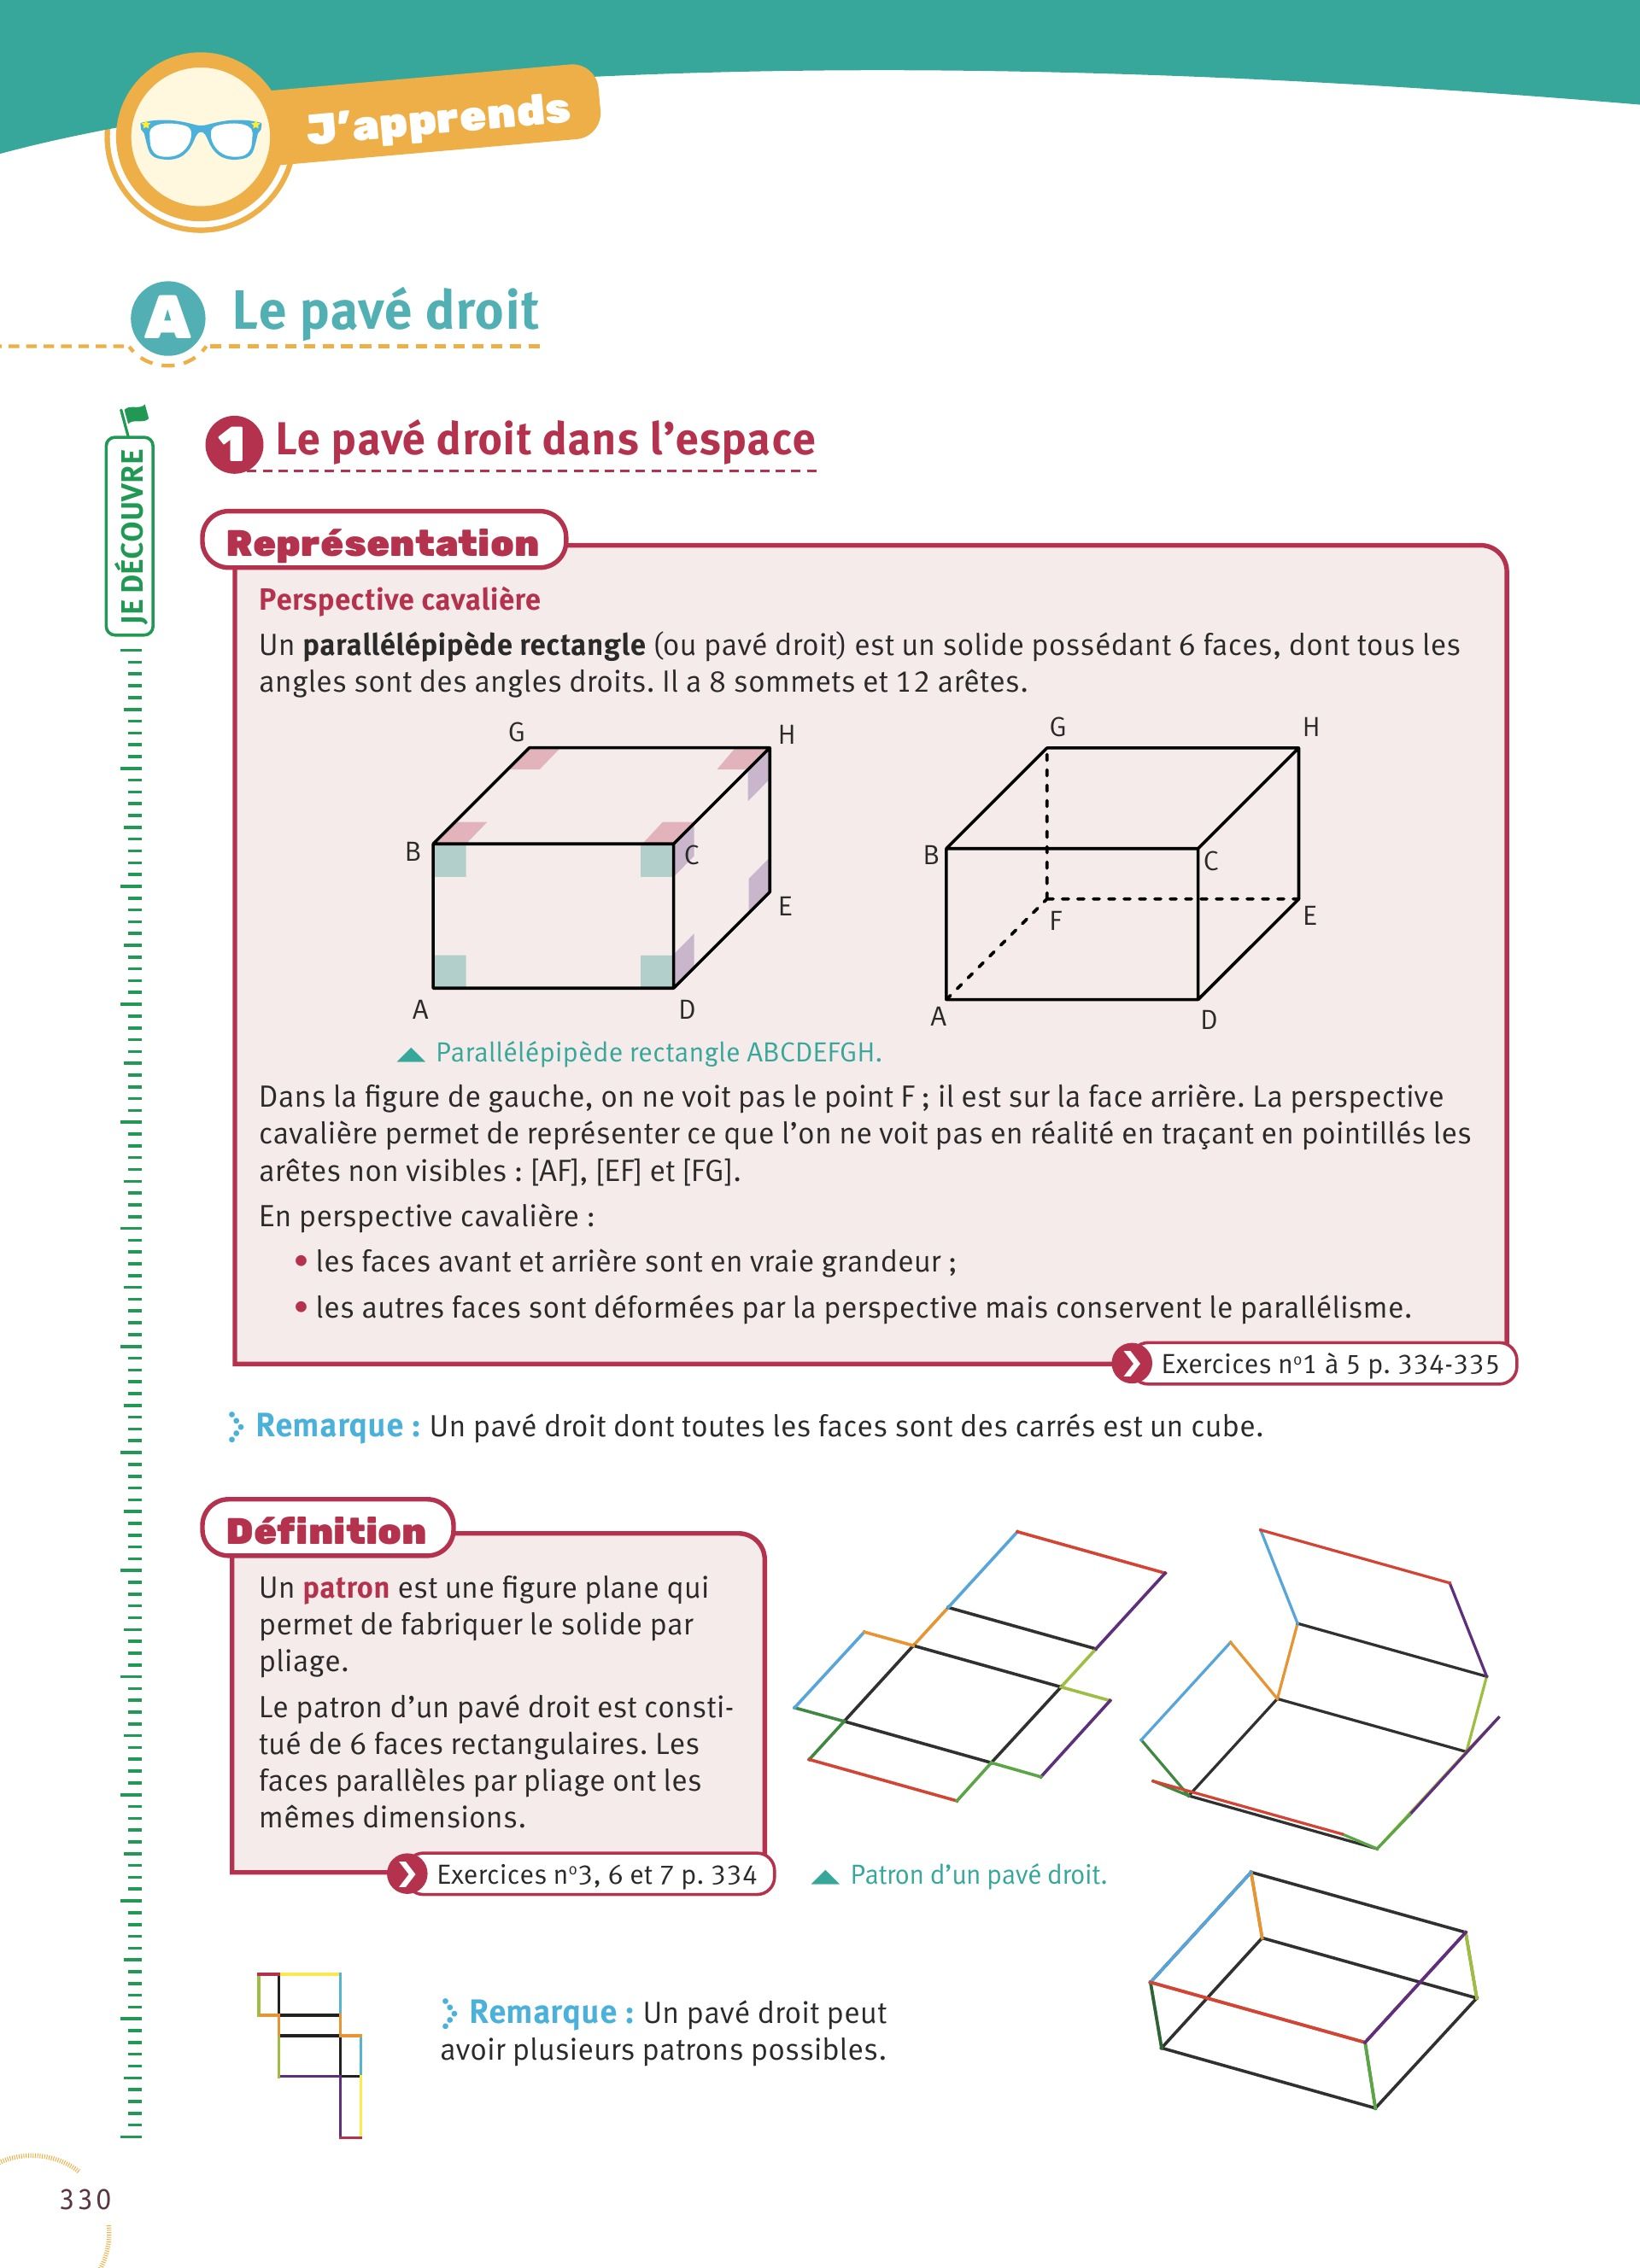 J'apprends
A Le pavé droit
JE DÉCOUVRE
1 Le pavé droit dans l'espace
Représentation
Perspective cavalière
Un parallélépipède rectangle (ou pavé droit) est un solide possédant 6 faces, dont tous les
angles sont des angles droits. Il a 8 sommets et 12 arêtes.
G H G H
B C B C
E F E
A D A D
Parallélépipède rectangle ABCDEFGH.
Dans la figure de gauche, on ne voit pas le point F ; il est sur la face arrière. La perspective
cavalière permet de représenter ce que l'on ne voit pas en réalité en traçant en pointillés les
arêtes non visibles : [AF], [EF] et [FG].
En perspective cavalière :
• les faces avant et arrière sont en vraie grandeur ;
• les autres faces sont déformées par la perspective mais conservent le parallélisme.
Exercices nº1 à 5 p. 334-335
Remarque : Un pavé droit dont toutes les faces sont des carrés est un cube.
Définition
Un patron est une figure plane qui
permet de fabriquer le solide par
pliage.
Le patron d'un pavé droit est consti-
tué de 6 faces rectangulaires. Les
faces parallèles par pliage ont les
mêmes dimensions.
Exercices nº3, 6 et 7 p. 334
Patron d'un pavé droit.
Remarque : Un pavé droit peut
avoir plusieurs patrons possibles.
330